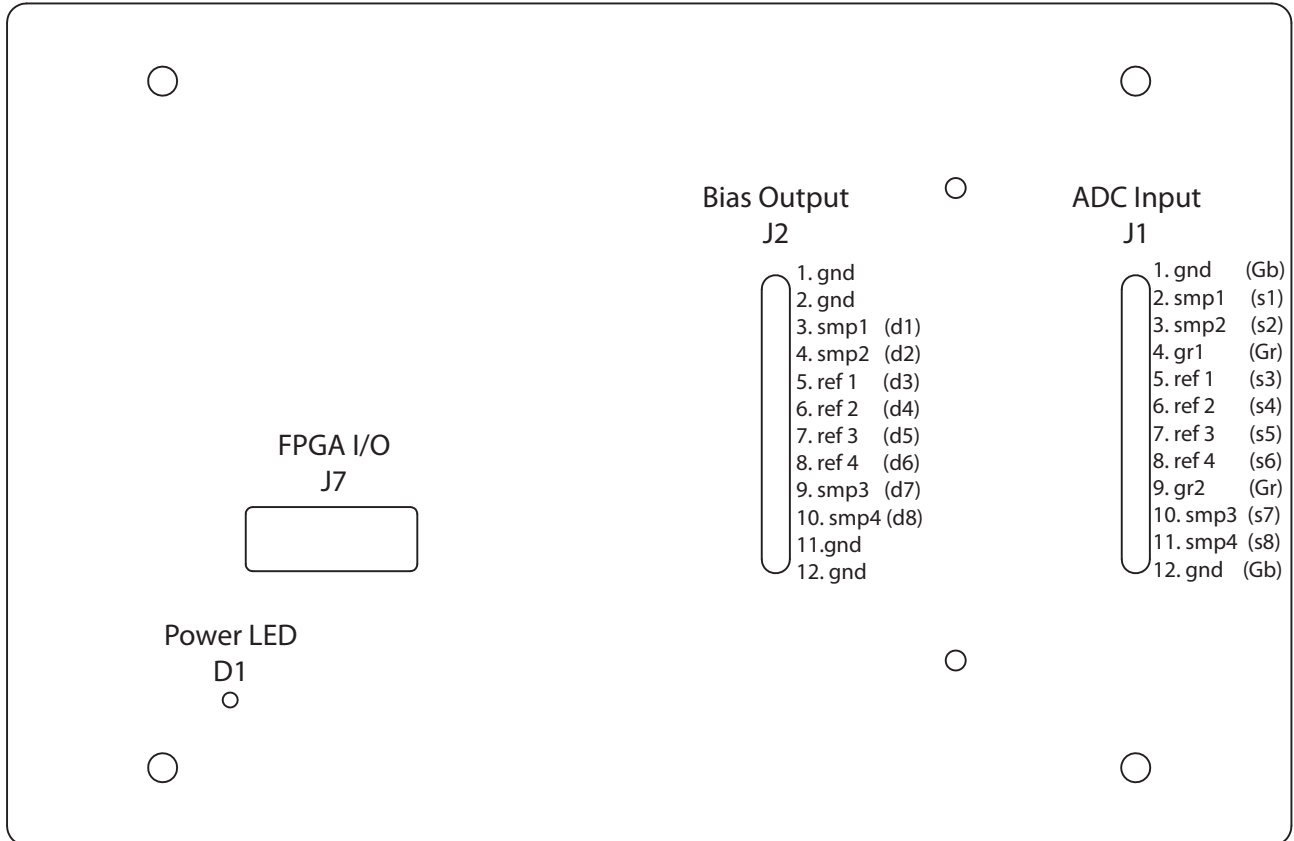 Bias Output
J2
1. gnd
2. gnd
3. smp1 (d1)
4. smp2 (d2)
5. ref 1 (d3)
6. ref 2 (d4)
7. ref 3 (d5)
8. ref 4 (d6)
9. smp3 (d7)
10. smp4 (d8)
11.gnd
12. gnd
ADC Input
J1
1. gnd (Gb)
2. smp1 (s1)
3. smp2 (s2)
4. gr1 (Gr)
5. ref 1 (s3)
6. ref 2 (s4)
7. ref 3 (s5)
8. ref 4 (s6)
9. gr2 (Gr)
10. smp3 (s7)
11. smp4 (s8)
12. gnd (Gb)
FPGA I/O
J7
Power LED
D1